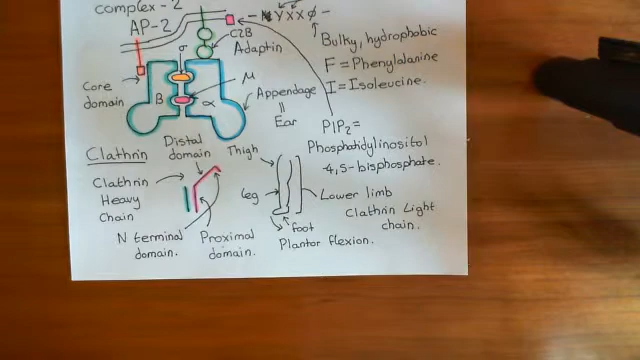 complex-2
AP-2
-NYXXØ-
σ
C2B
Adaptin
Bulky, hydrophobic
F = Phenylalanine
I = Isoleucine.
Core
domain
β
α
μ
Appendage
=
Ear
PIP2 =
Phosphatidylinositol
4,5-bisphosphate.
Clathrin
Distal
domain
Thigh
Clathrin
Heavy
Chain
leg
Lower limb
Clathrin Light
chain.
foot
Plantor flexion.
N terminal
domain.
Proximal
domain.